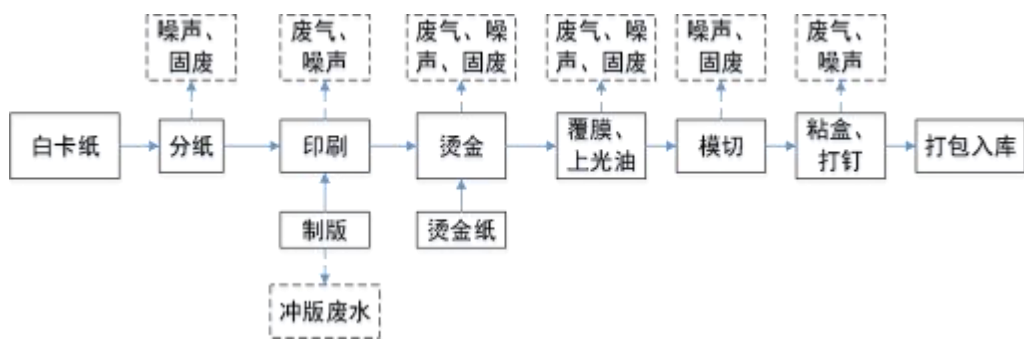 噪声、
固废
废气、
噪声
废气、噪
声、固废
废气、噪
声、固废
噪声、
固废
废气、
噪声
白卡纸
分纸
印刷
烫金
覆膜、
上光油
模切
粘盒、
打钉
打包入库
制版
烫金纸
冲版废水